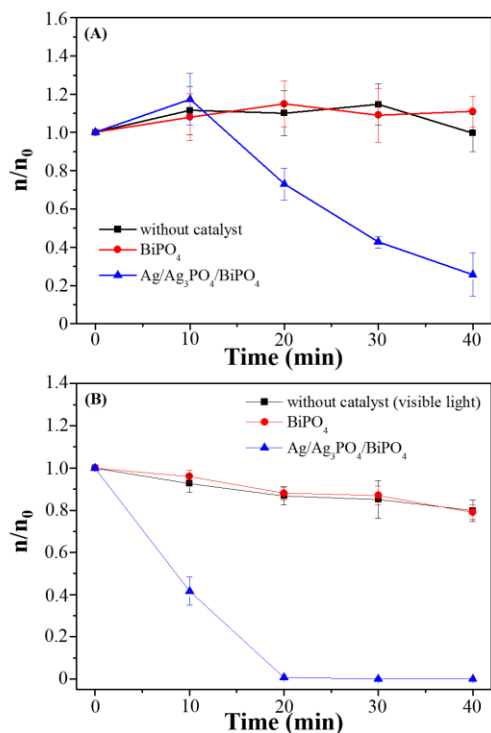 (A)
1.6
1.4
1.2
1.0
0.8
0.6
0.4
0.2
0
n/n₀
without catalyst
BiPO₄
Ag/Ag₃PO₄/BiPO₄
0 10 20 30 40
Time (min)
(B)
1.4
1.2
1.0
0.8
0.6
0.4
0.2
0
n/n₀
without catalyst (visible light)
BiPO₄
Ag/Ag₃PO₄/BiPO₄
0 10 20 30 40
Time (min)